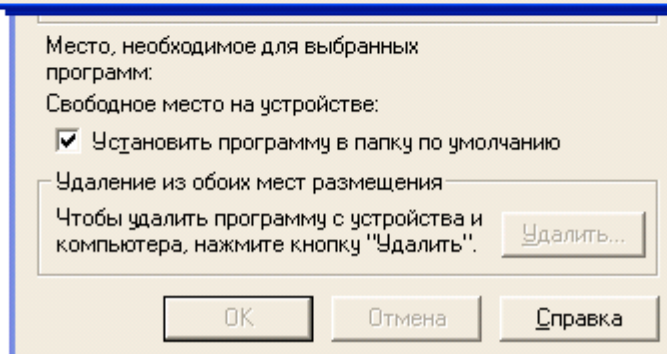 Место, необходимое для выбранных
программ:
Свободное место на устройстве:
Установить программу в папку по умолчанию
Удаление из обоих мест размещения
Чтобы удалить программу с устройства и
компьютера, нажмите кнопку "Удалить".
Удалить...
ОК
Отмена
Справка